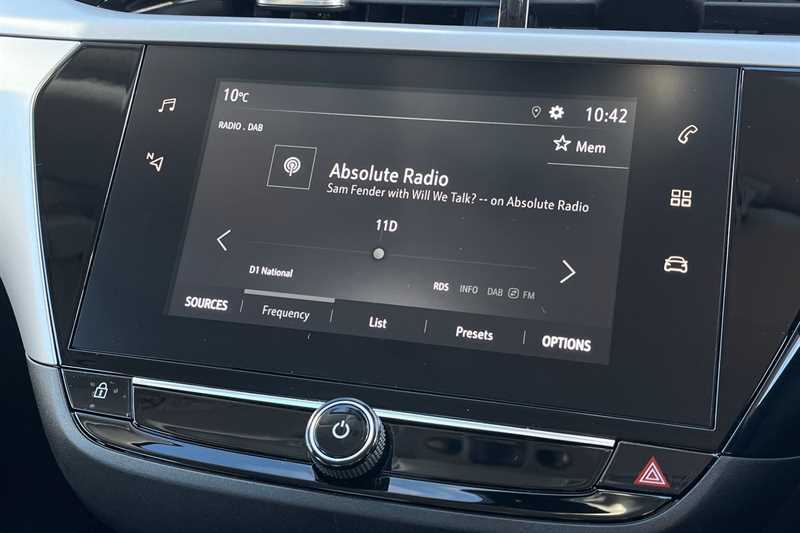 10°C
10:42
RADIO . DAB
Mem
Absolute Radio
Sam Fender with Will We Talk? -- on Absolute Radio
11D
D1 National
RDS INFO DAB FM
SOURCES Frequency List Presets OPTIONS
N